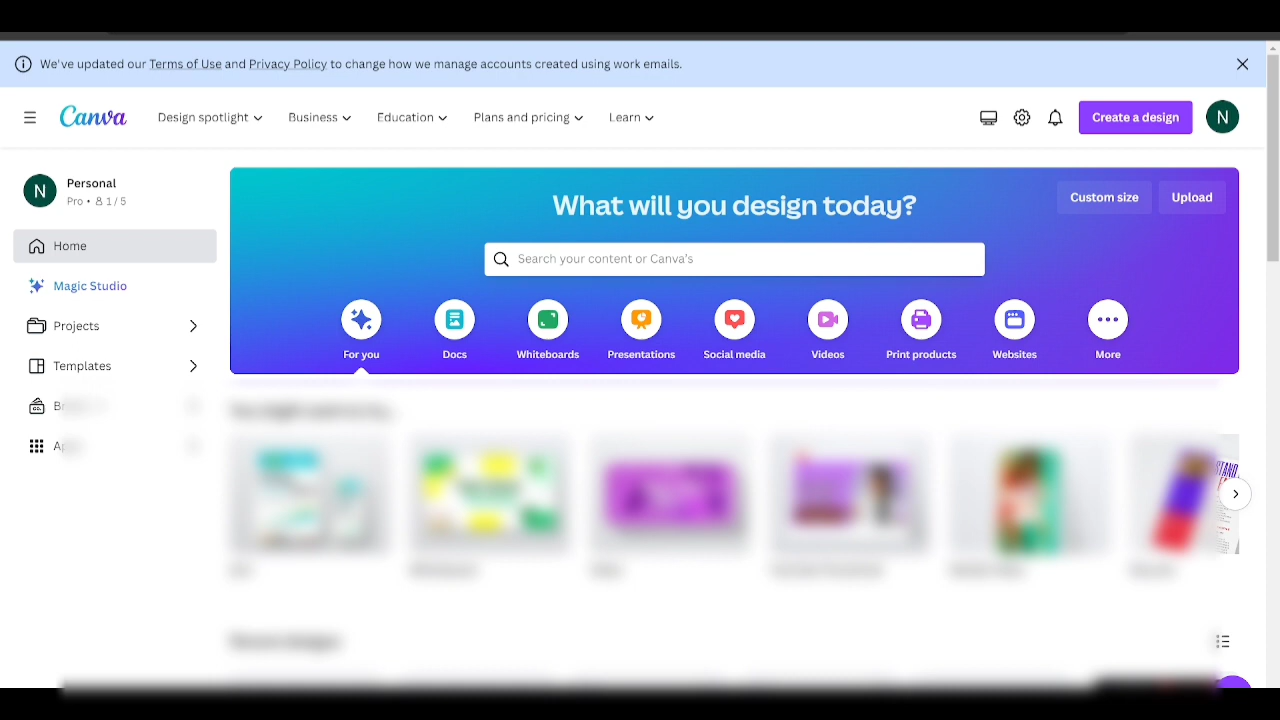 We've updated our Terms of Use and Privacy Policy to change how we manage accounts created using work emails.
Canva
Design spotlight
Business
Education
Plans and pricing
Learn
Create a design
N
N
Personal
Pro • 1 / 5
Home
Magic Studio
Projects
Templates
What will you design today?
Custom size
Upload
Search your content or Canva's
For you
Docs
Whiteboards
Presentations
Social media
Videos
Print products
Websites
More